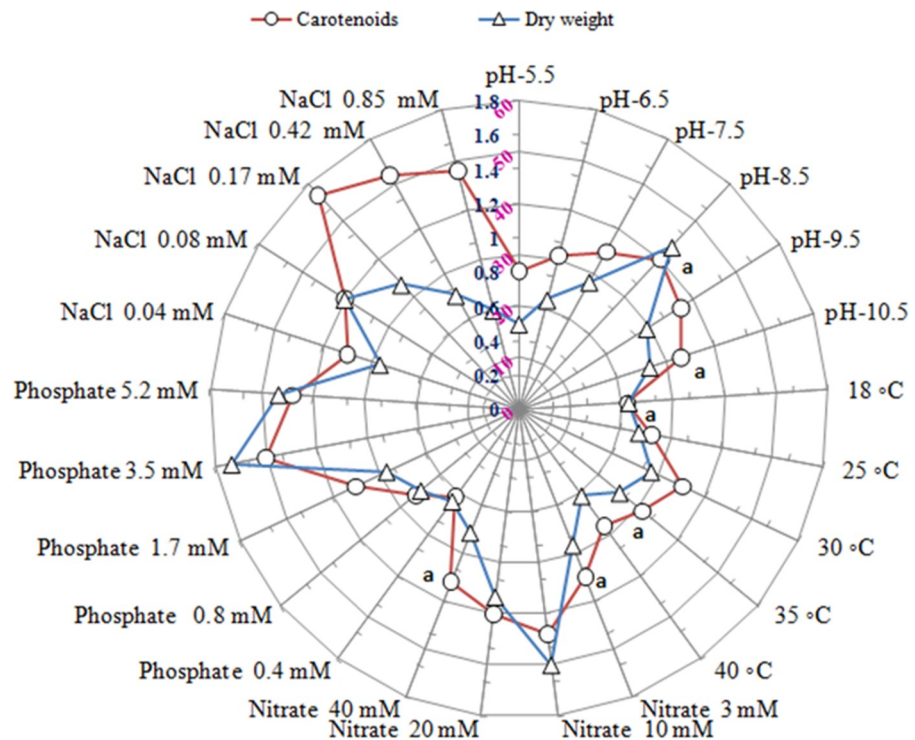 Carotenoids
Dry weight
pH-5.5
pH-6.5
pH-7.5
pH-8.5
pH-9.5
pH-10.5
18 ∘C
25 ∘C
30 ∘C
35 ∘C
40 ∘C
Nitrate 3 mM
Nitrate 10 mM
Nitrate 20 mM
Nitrate 40 mM
Phosphate 0.4 mM
Phosphate 0.8 mM
Phosphate 1.7 mM
Phosphate 3.5 mM
Phosphate 5.2 mM
NaCl 0.04 mM
NaCl 0.08 mM
NaCl 0.17 mM
NaCl 0.42 mM
NaCl 0.85 mM
1.8
1.6
1.4
1.2
1
0.8
0.6
0.4
0.2
0
60
50
40
30
10
0
a
a
a
a
a
a